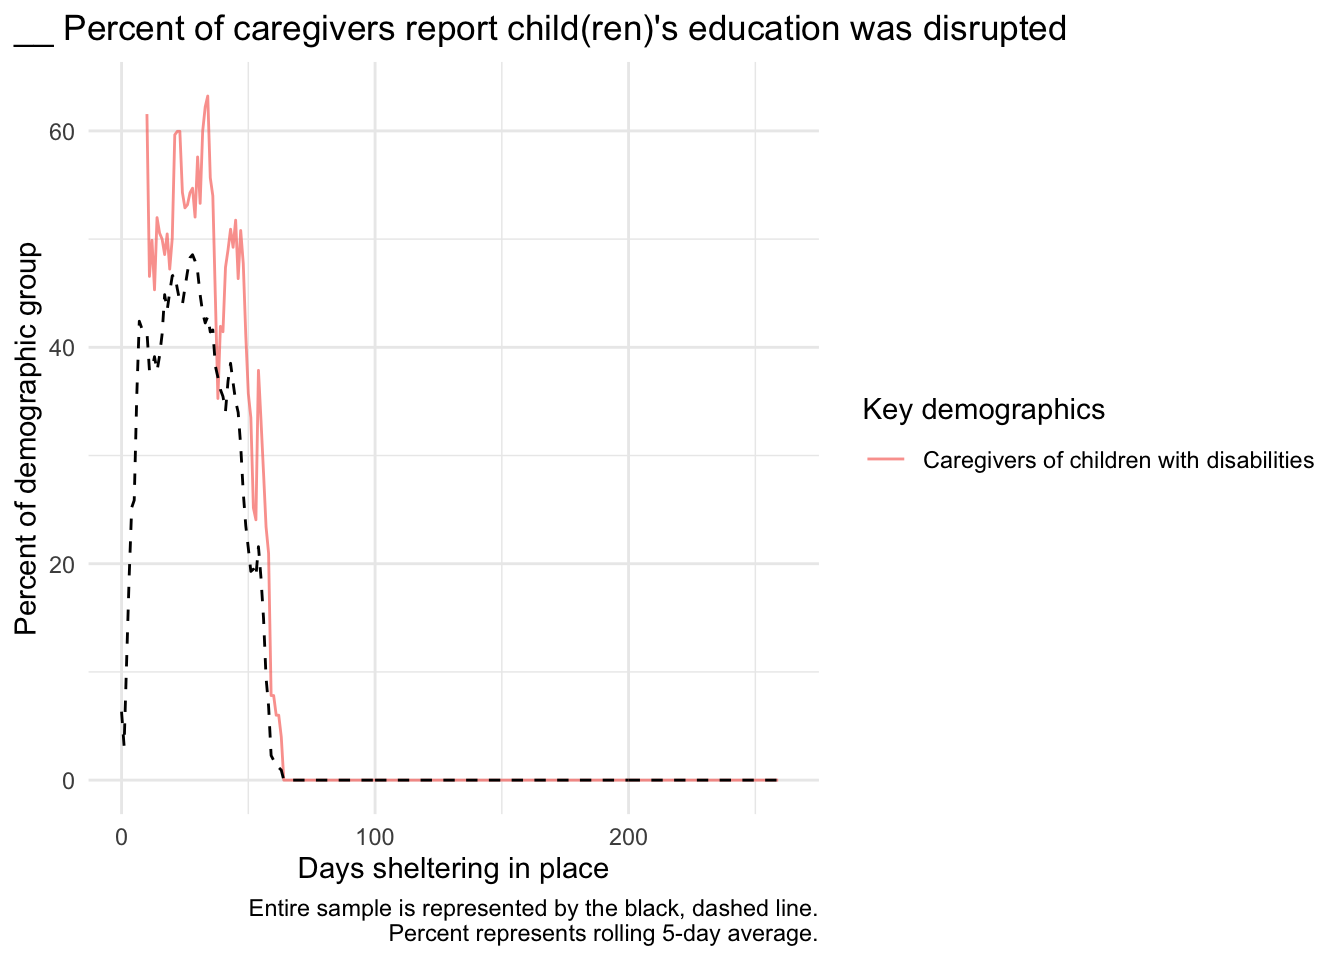 __ Percent of caregivers report child(ren)'s education was disrupted
Percent of demographic group
60
40
20
0
0 100 200
Days sheltering in place
Key demographics
Caregivers of children with disabilities
Entire sample is represented by the black, dashed line.
Percent represents rolling 5-day average.